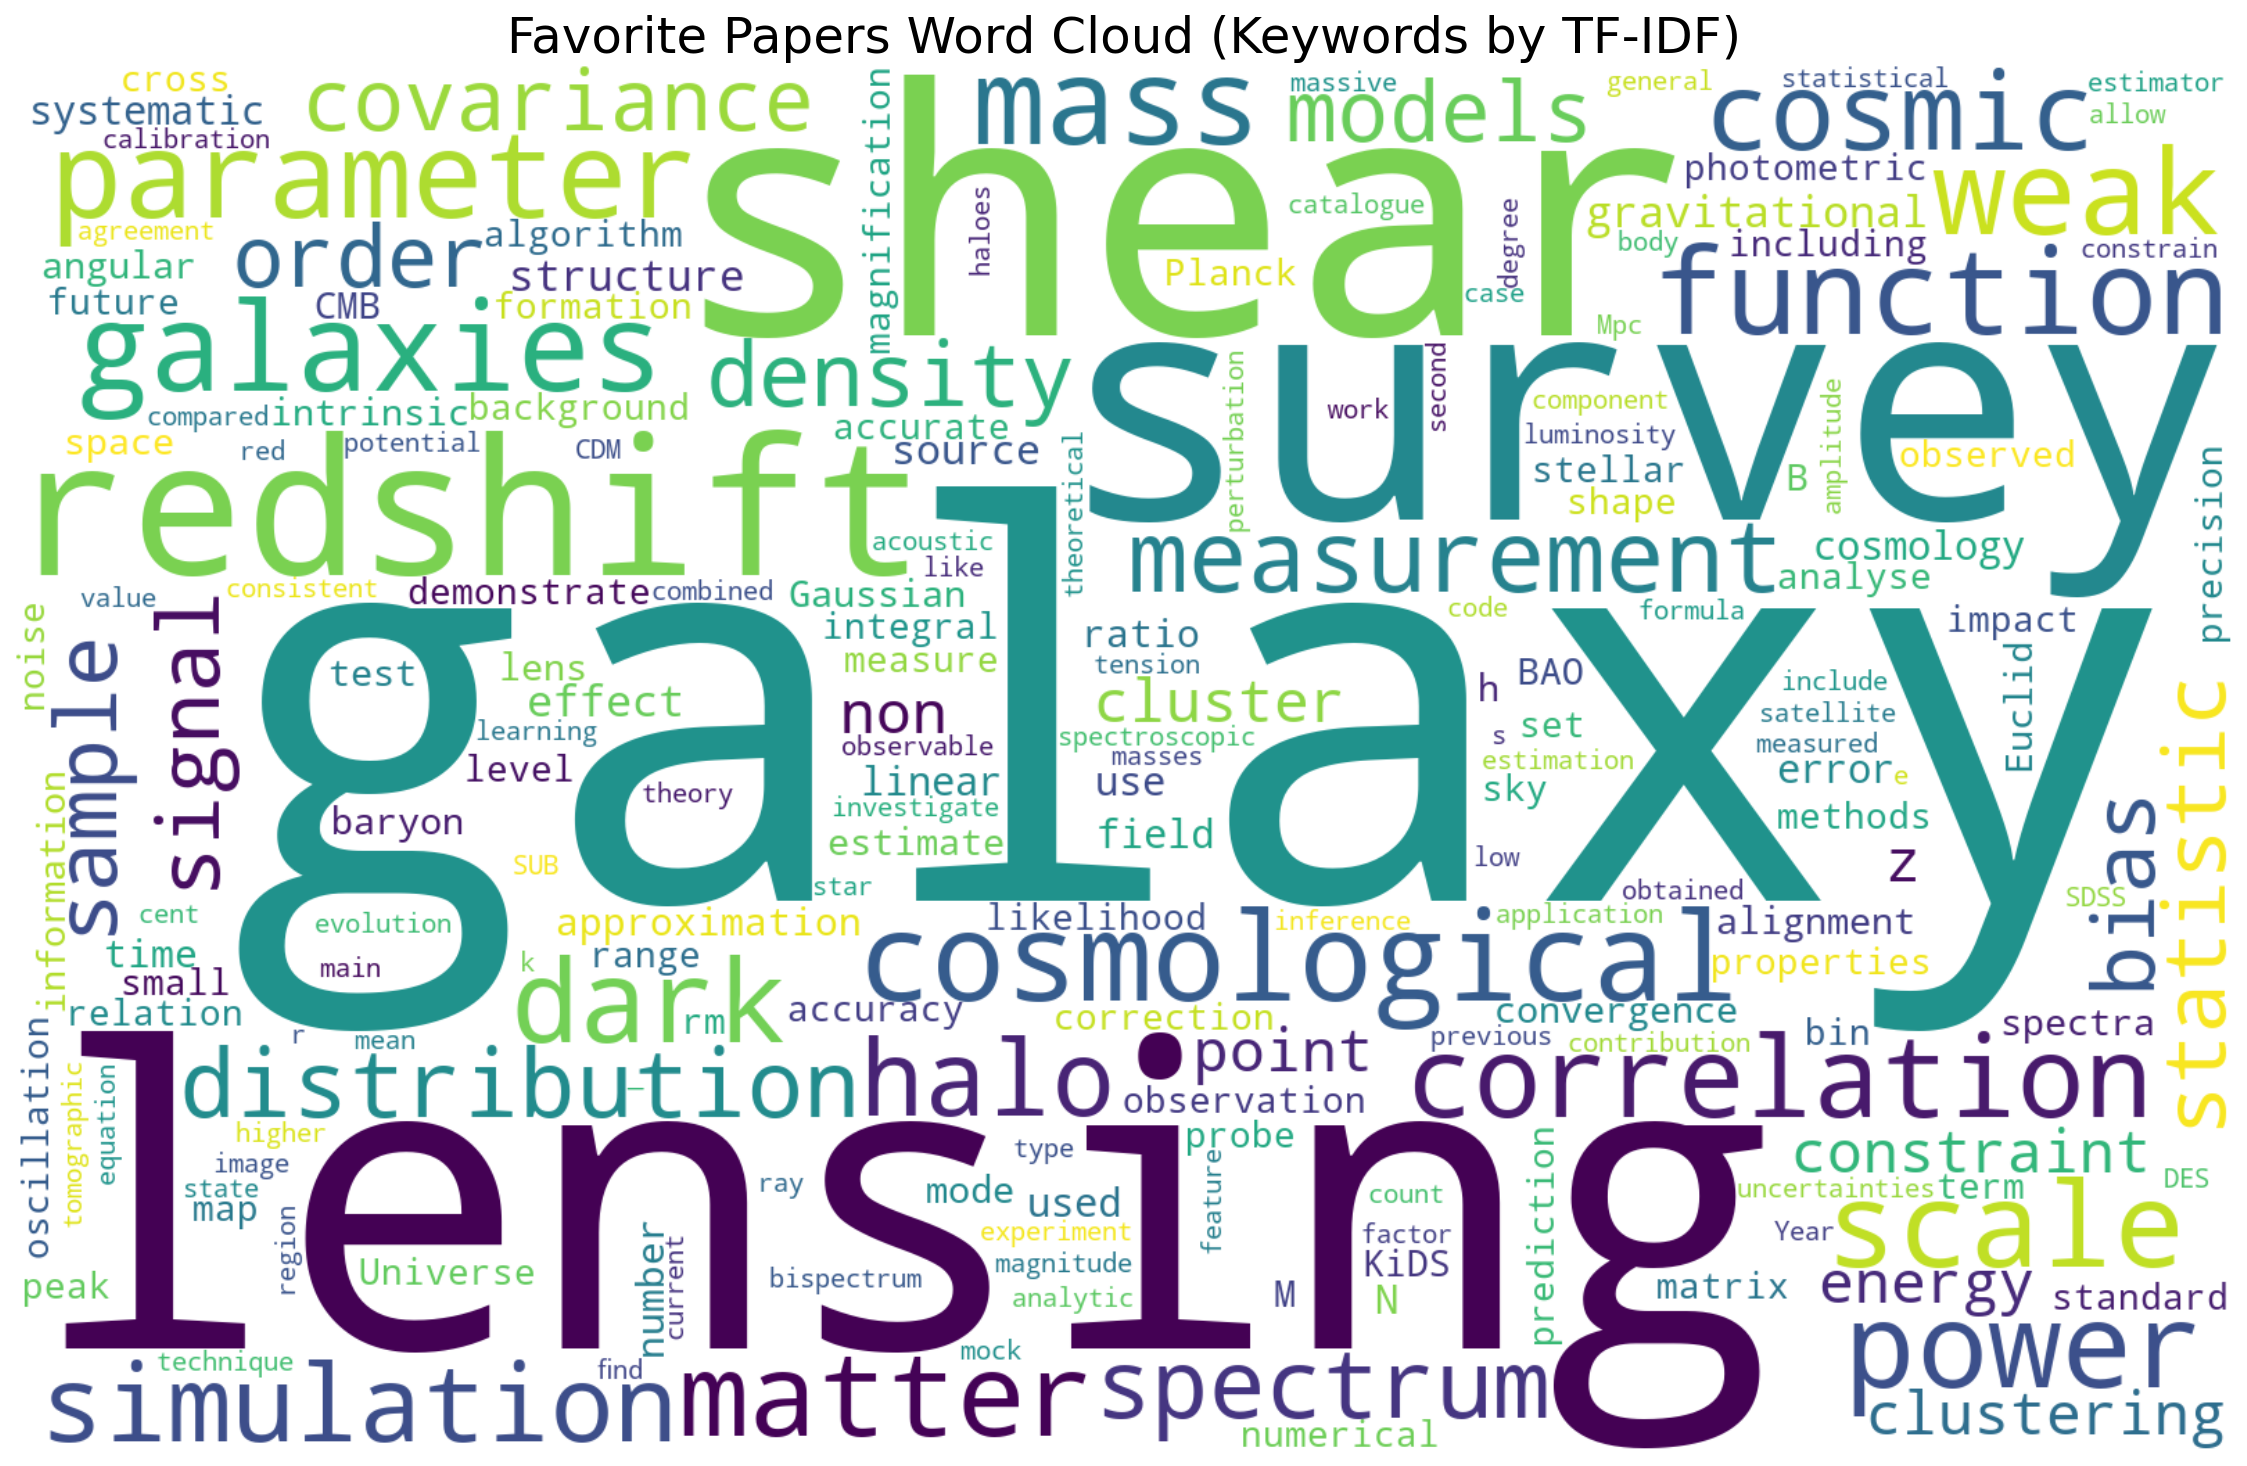 Favorite Papers Word Cloud (Keywords by TF-IDF)
cross
systematic
calibration
covariance
magnification
mass
massive
models
general
statistical
cosmic
estimator
allow
parameter
shear
photometric
weak
agreement
order
algorithm
haloes
catalogue
degree
gravitational
body
including
constrain
angular
structure
Planck
function
future
CMB
formation
case
Mpc
galaxies
density
survey
compared
intrinsic
background
accurate
perturbation
work
second
component
amplitude
space
red
potential
CDM
source
theoretical
luminosity
stellar
B
observed
shape
precision
redshift
acoustic
like
measurement
cosmology
analyse
value
consistent
demonstrate
combined
Gaussian
code
formula
impact
noise
sample
signal
galaxy
test
lens
effect
integral
measure
ratio
tension
cluster
h
BAO
include
Euclid
learning
level
non
observable
spectroscopic
masses
s
set
satellite
measured
estimation
error
e
theory
linear
use
sky
investigate
methods
statistic
information
baryon
estimate
field
low
z
bias
SUB
star
obtained
SDSS
cent
evolution
approximation
likelihood
inference
application
alignment
time
main
k
range
cosmological
properties
small
dark
relation
r
mean
rm
accuracy
correction
convergence
previous
contribution
bin
spectra
oscillation
tomographic
equation
distribution
–
halo
point
observation
correlation
lensing
higher
image
state
map
region
type
ray
mode
used
probe
feature
experiment
count
factor
KiDS
prediction
constraint
uncertainties
term
DES
Year
scale
peak
Universe
number
current
bispectrum
magnitude
analytic
M
N
matrix
energy
standard
technique
simulation
find
matter
mock
spectrum
numerical
power
clustering